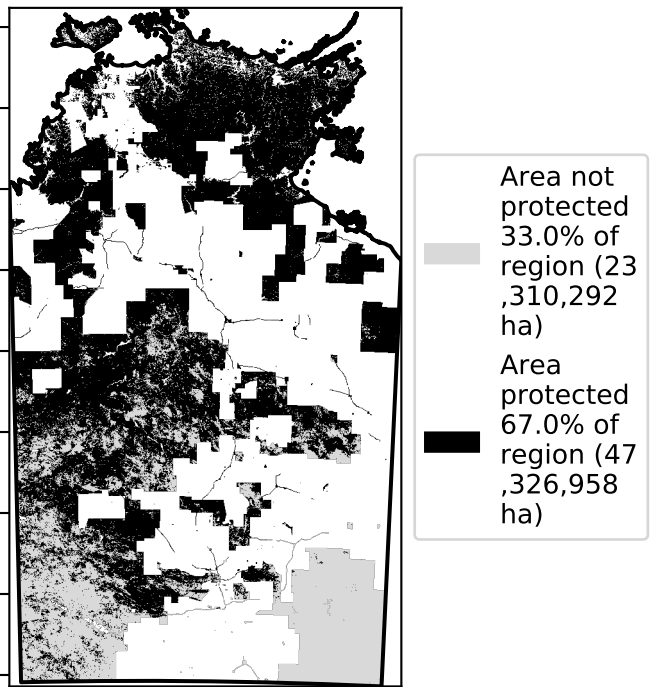 Area not
protected
33.0% of
region (23
,310,292
ha)
Area
protected
67.0% of
region (47
,326,958
ha)